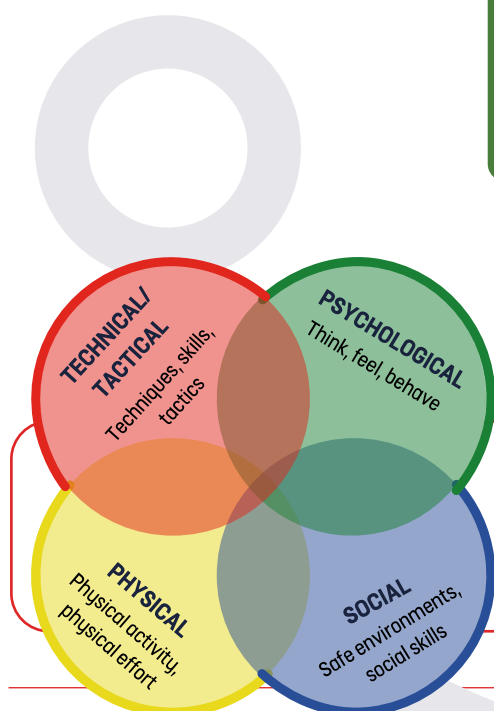 TECHNICAL/
TACTICAL
Techniques, skills,
tactics
PSYCHOLOGICAL
Think, feel, behave
PHYSICAL
Physical activity,
physical effort
SOCIAL
Safe environments,
social skills